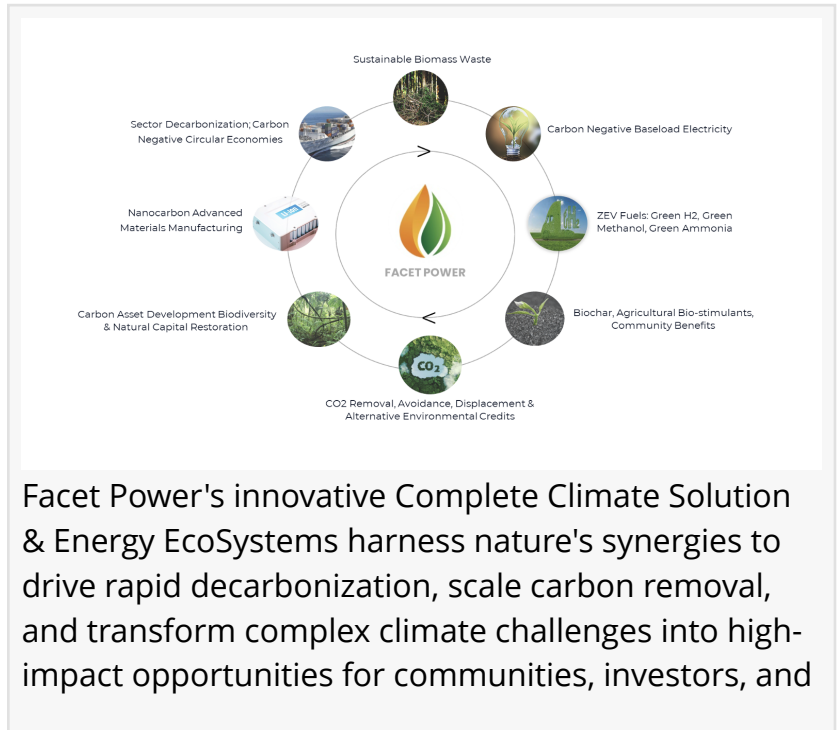 Sustainable Biomass Waste
Carbon Negative Baseload Electricity
ZEV Fuels: Green H2, Green
Methanol, Green Ammonia
Biochar, Agricultural Bio-stimulants,
Community Benefits
CO2
CO2 Removal, Avoidance, Displacement &
Alternative Environmental Credits
Carbon Asset Development Biodiversity
& Natural Capital Restoration
Nanocarbon Advanced
Materials Manufacturing
Sector Decarbonization; Carbon
Negative Circular Economies
FACET POWER
Facet Power's innovative Complete Climate Solution
& Energy EcoSystems harness nature's synergies to
drive rapid decarbonization, scale carbon removal,
and transform complex climate challenges into high-
impact opportunities for communities, investors, and